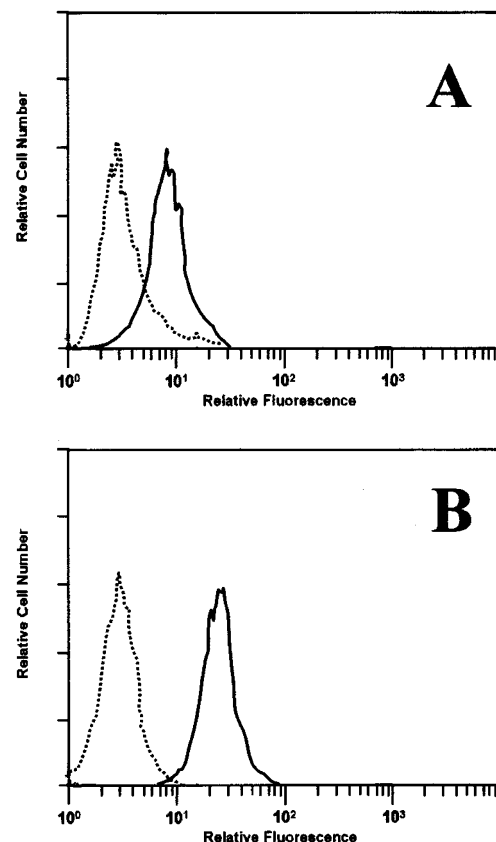 A
Relative Cell Number
10⁰ 10¹ 10² 10³
Relative Fluorescence
B
Relative Cell Number
10⁰ 10¹ 10² 10³
Relative Fluorescence